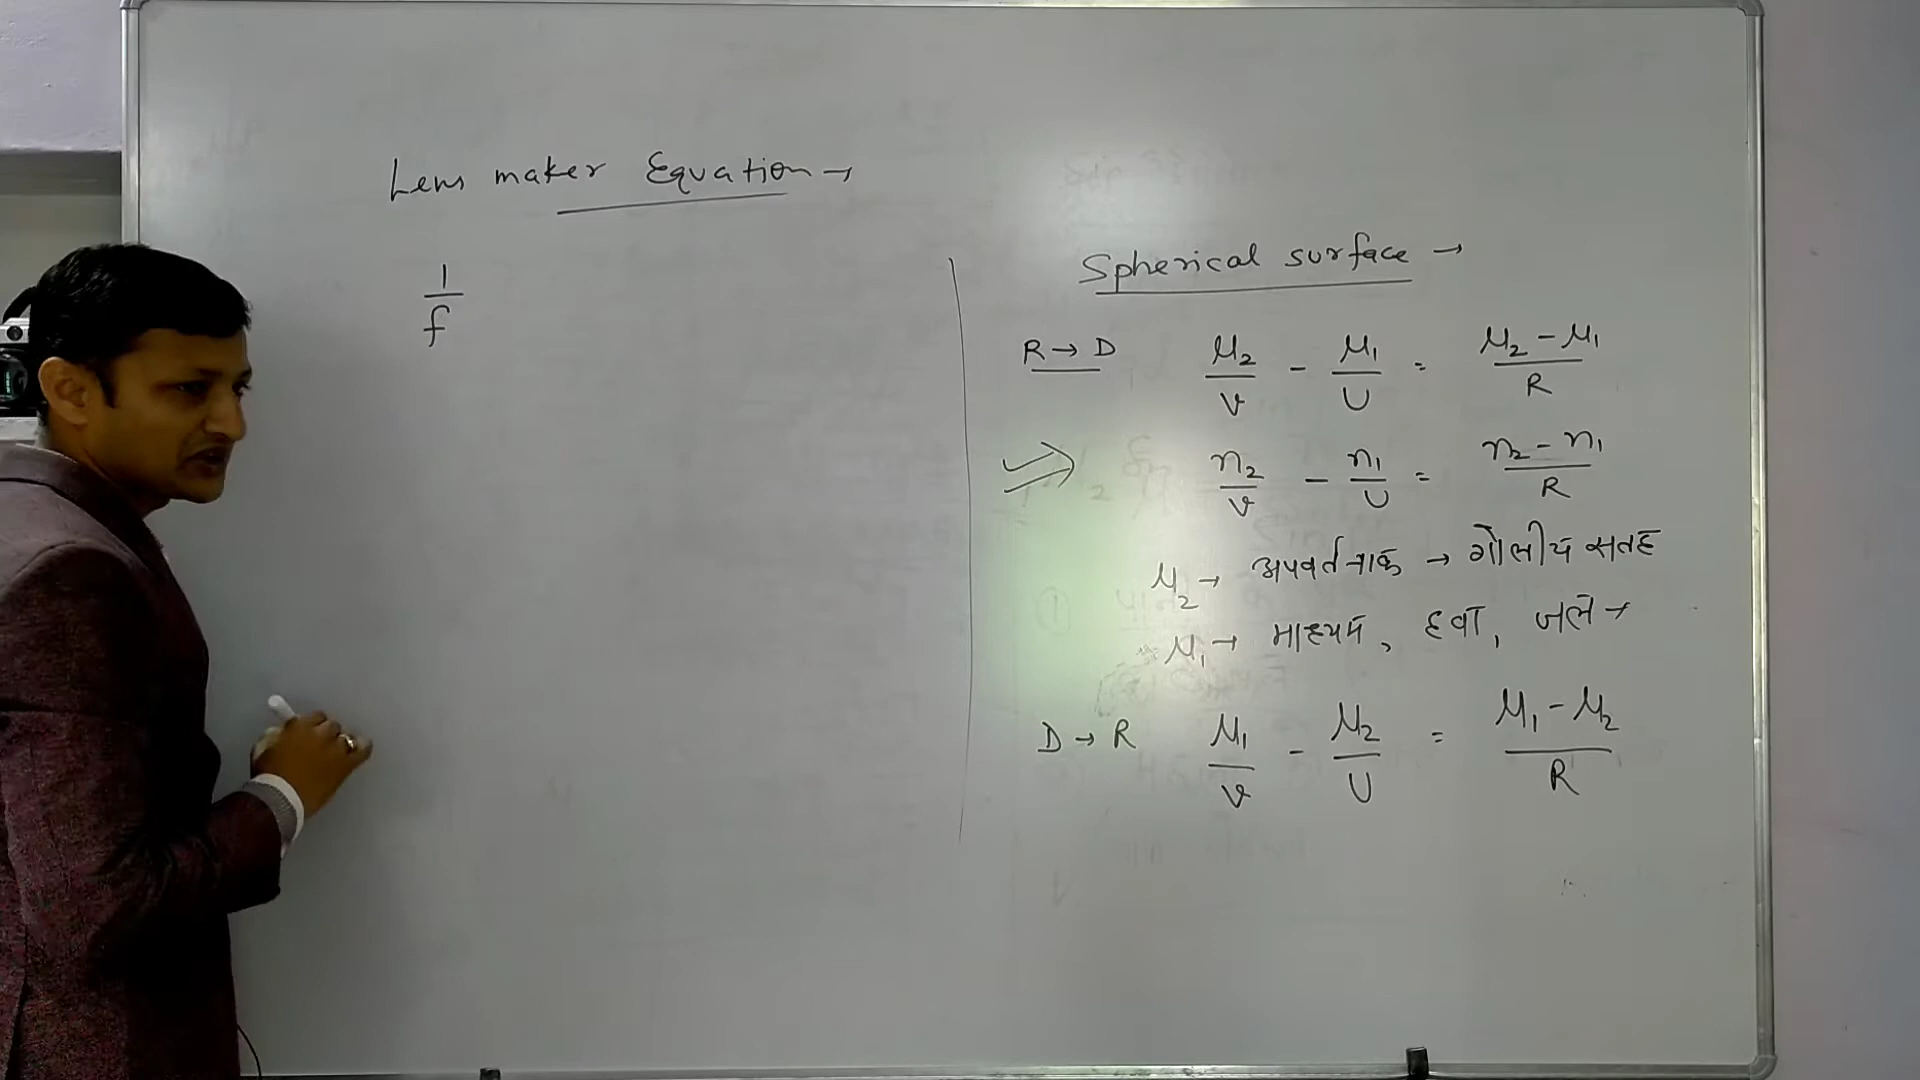 Lens maker Equation →
1/f
Spherical surface →
R → D μ₂/v - μ₁/u = μ₂ - μ₁/R
n₂/v - n₁/u = n₂ - n₁/R
μ₂ → अपवर्तनांक → गोलीय सतह
μ₁ → माध्यम, हवा, जल →
D → R μ₁/v - μ₂/u = μ₁ - μ₂/R